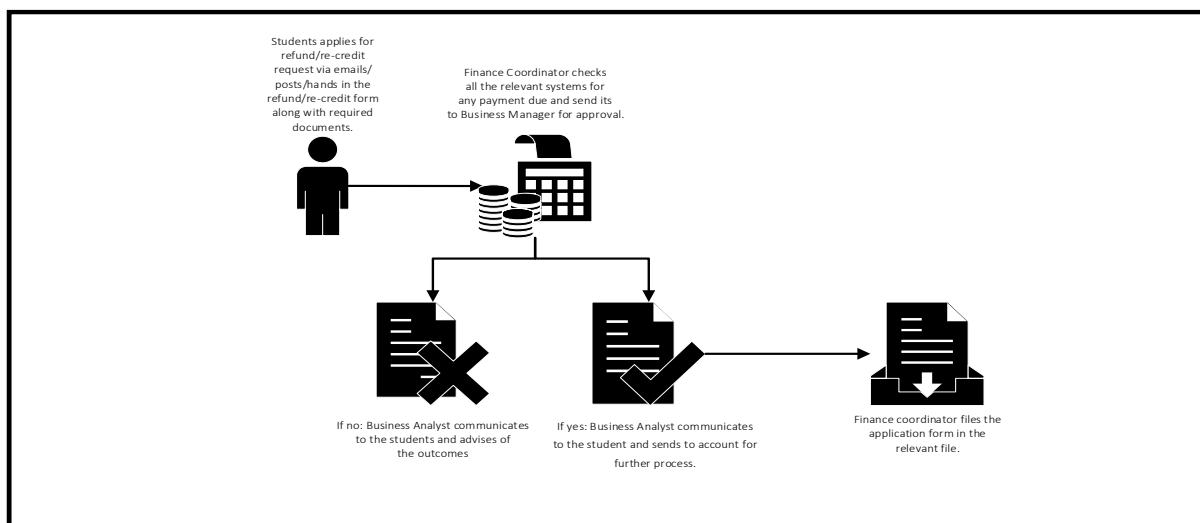 Students applies for
refund/re-credit
request via emails/
posts/hands in the
refund/re-credit form
along with required
documents.
Finance Coordinator checks
all the relevant systems for
any payment due and send its
to Business Manager for approval.
If no: Business Analyst communicates
to the students and advises of
the outcomes
If yes: Business Analyst communicates
to the student and sends to account for
further process.
Finance coordinator files the
application form in the
relevant file.